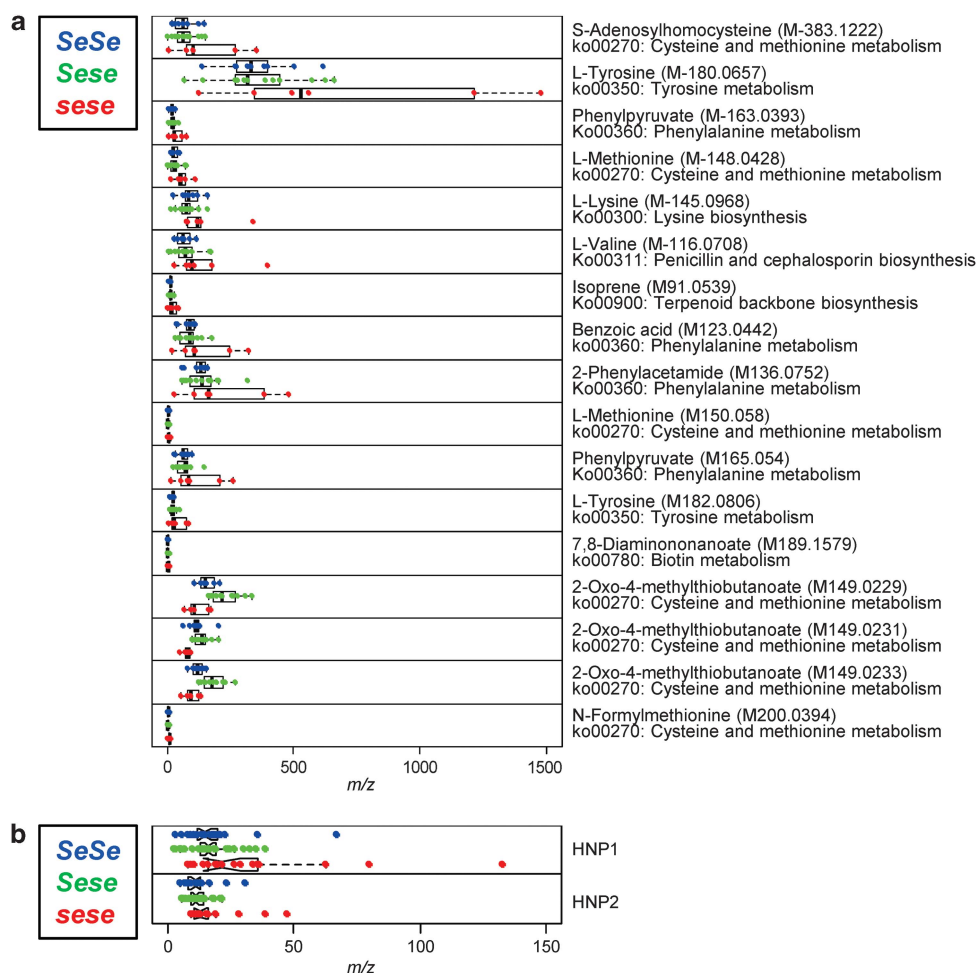 a
SeSe
Sese
sese
S-Adenosylhomocysteine (M-383.1222)
ko00270: Cysteine and methionine metabolism
L-Tyrosine (M-180.0657)
ko00350: Tyrosine metabolism
Phenylpyruvate (M-163.0393)
Ko00360: Phenylalanine metabolism
L-Methionine (M-148.0428)
ko00270: Cysteine and methionine metabolism
L-Lysine (M-145.0968)
Ko00300: Lysine biosynthesis
L-Valine (M-116.0708)
Ko00311: Penicillin and cephalosporin biosynthesis
Isoprene (M91.0539)
Ko00900: Terpenoid backbone biosynthesis
Benzoic acid (M123.0442)
ko00360: Phenylalanine metabolism
2-Phenylacetamide (M136.0752)
Ko00360: Phenylalanine metabolism
L-Methionine (M150.058)
ko00270: Cysteine and methionine metabolism
Phenylpyruvate (M165.054)
Ko00360: Phenylalanine metabolism
L-Tyrosine (M182.0806)
ko00350: Tyrosine metabolism
7,8-Diaminononanoate (M189.1579)
ko00780: Biotin metabolism
2-Oxo-4-methylthiobutanoate (M149.0229)
ko00270: Cysteine and methionine metabolism
2-Oxo-4-methylthiobutanoate (M149.0231)
ko00270: Cysteine and methionine metabolism
2-Oxo-4-methylthiobutanoate (M149.0233)
ko00270: Cysteine and methionine metabolism
N-Formylmethionine (M200.0394)
ko00270: Cysteine and methionine metabolism
0 500 1000 1500
m/z
b
SeSe
Sese
sese
HNP1
HNP2
0 50 100 150
m/z